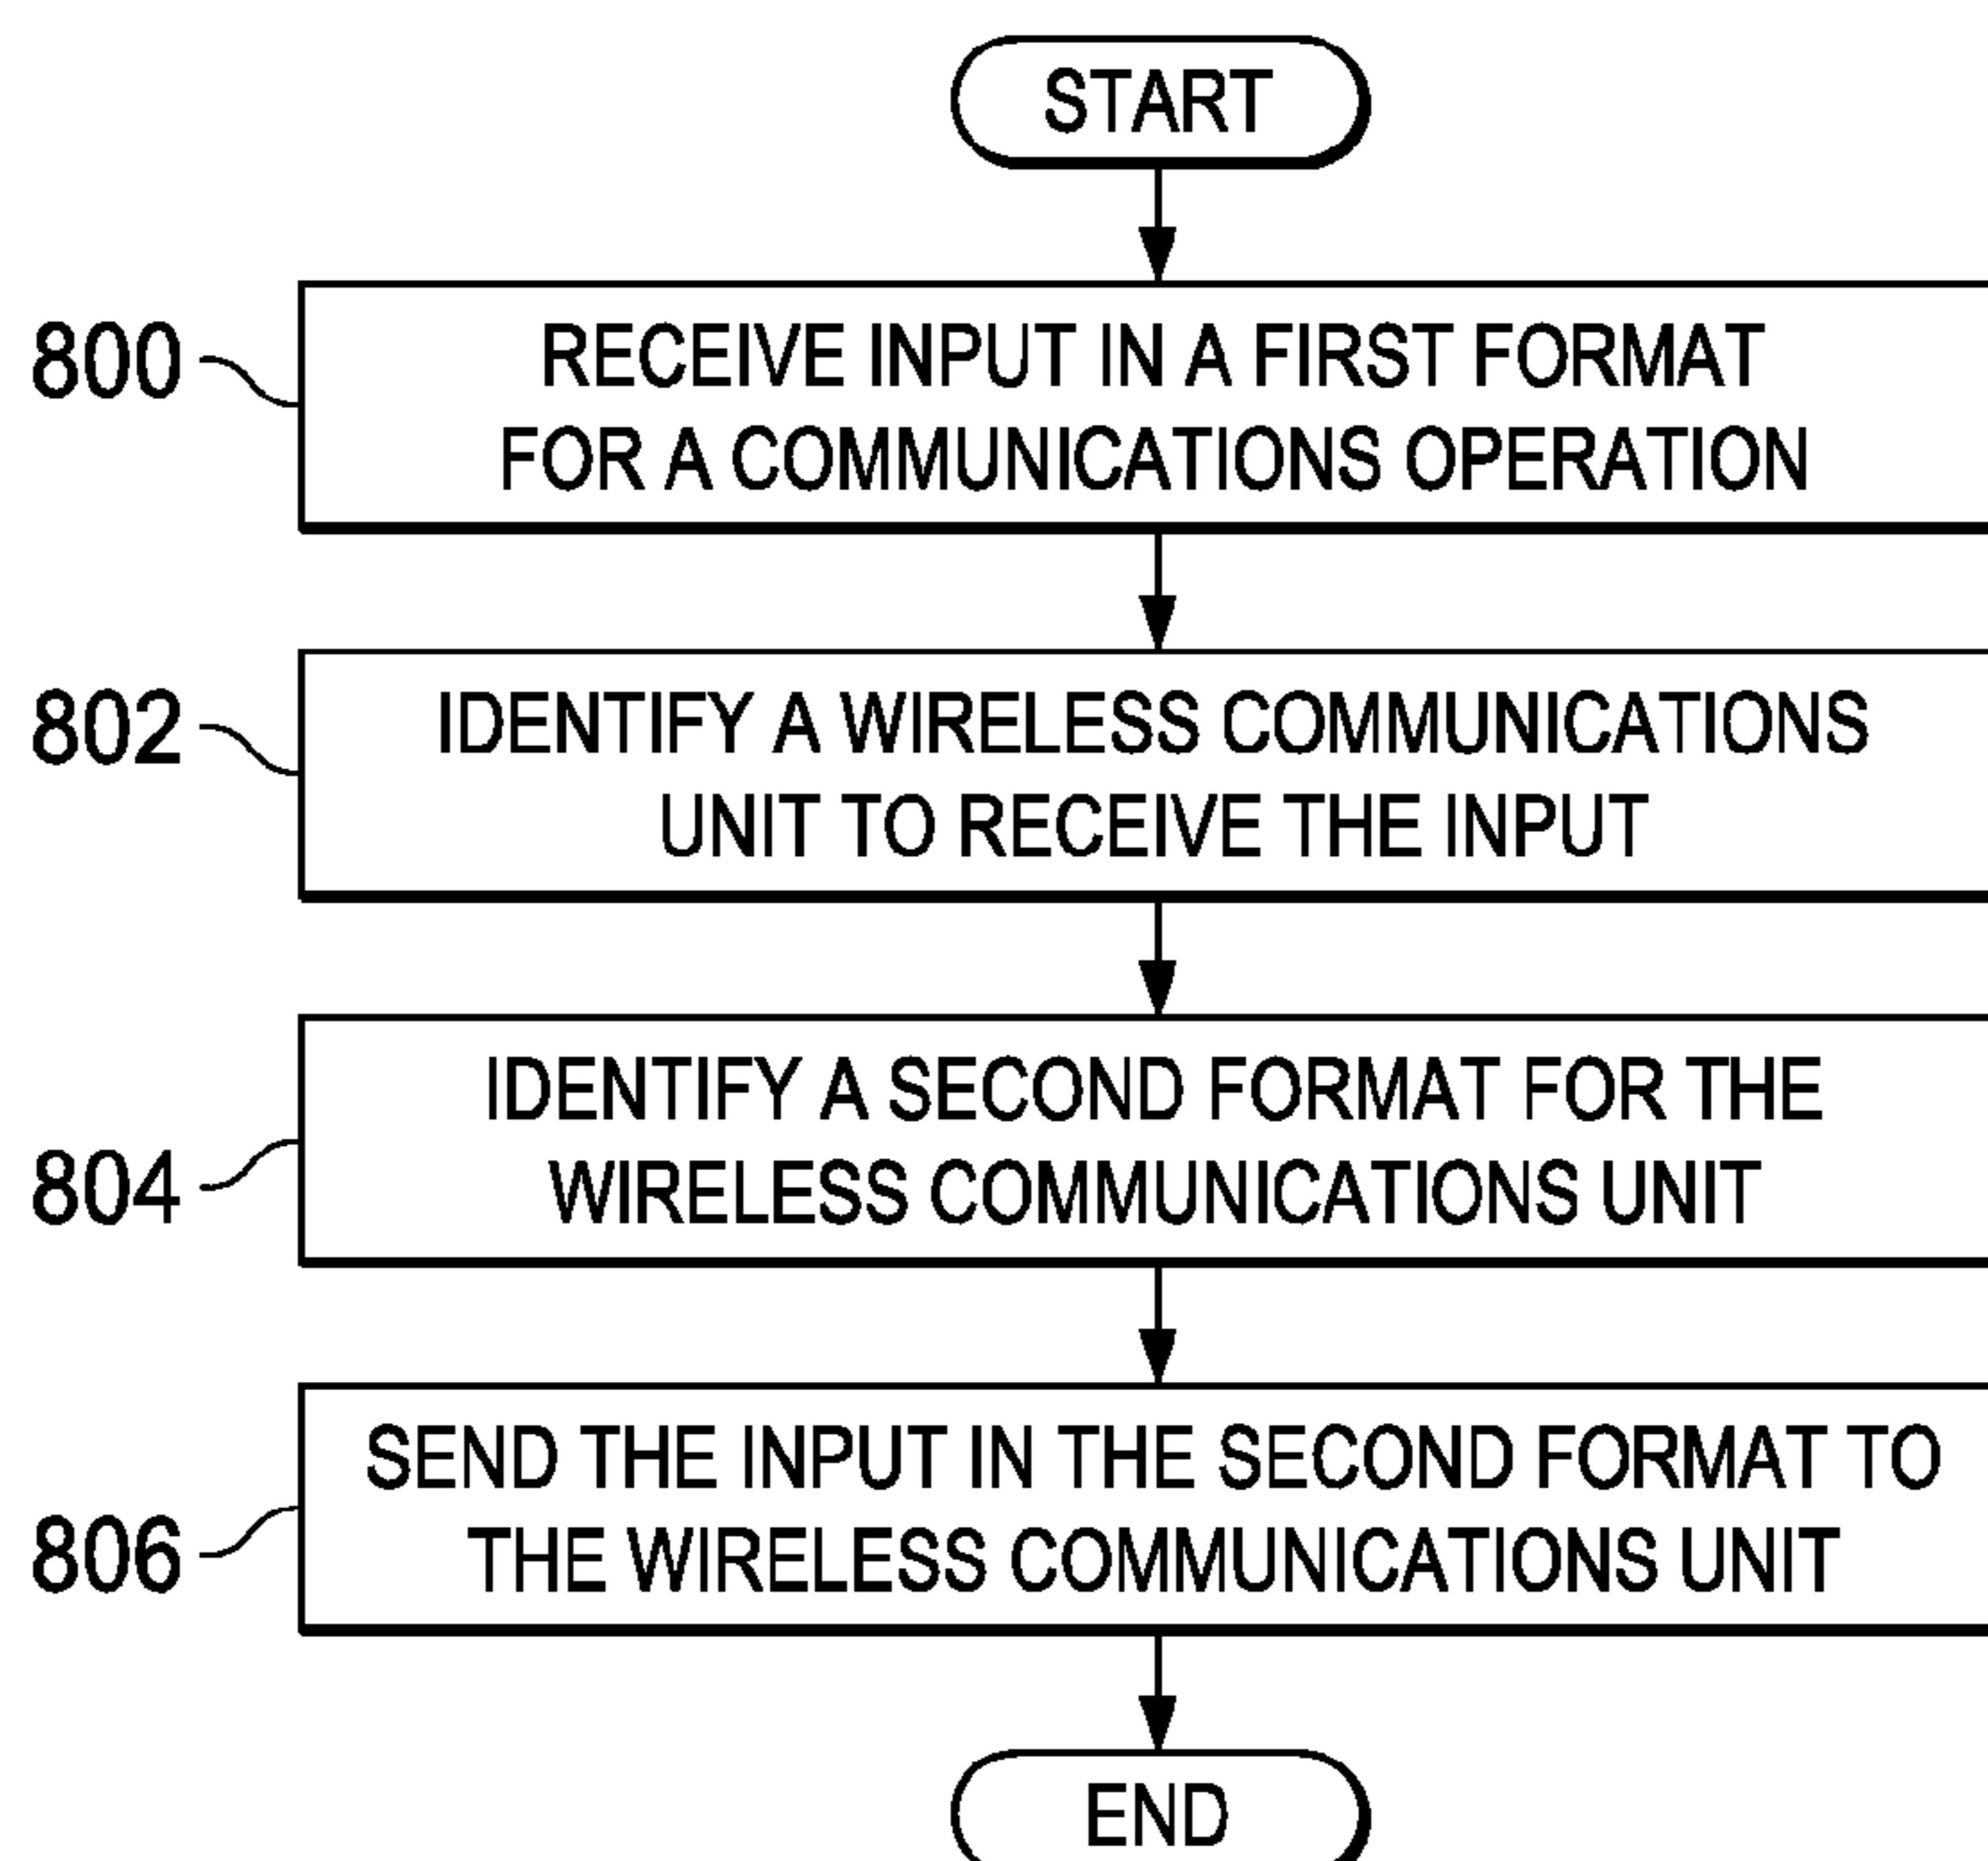 START
800
RECEIVE INPUT IN A FIRST FORMAT
FOR A COMMUNICATIONS OPERATION
802
IDENTIFY A WIRELESS COMMUNICATIONS
UNIT TO RECEIVE THE INPUT
804
IDENTIFY A SECOND FORMAT FOR THE
WIRELESS COMMUNICATIONS UNIT
806
SEND THE INPUT IN THE SECOND FORMAT TO
THE WIRELESS COMMUNICATIONS UNIT
END